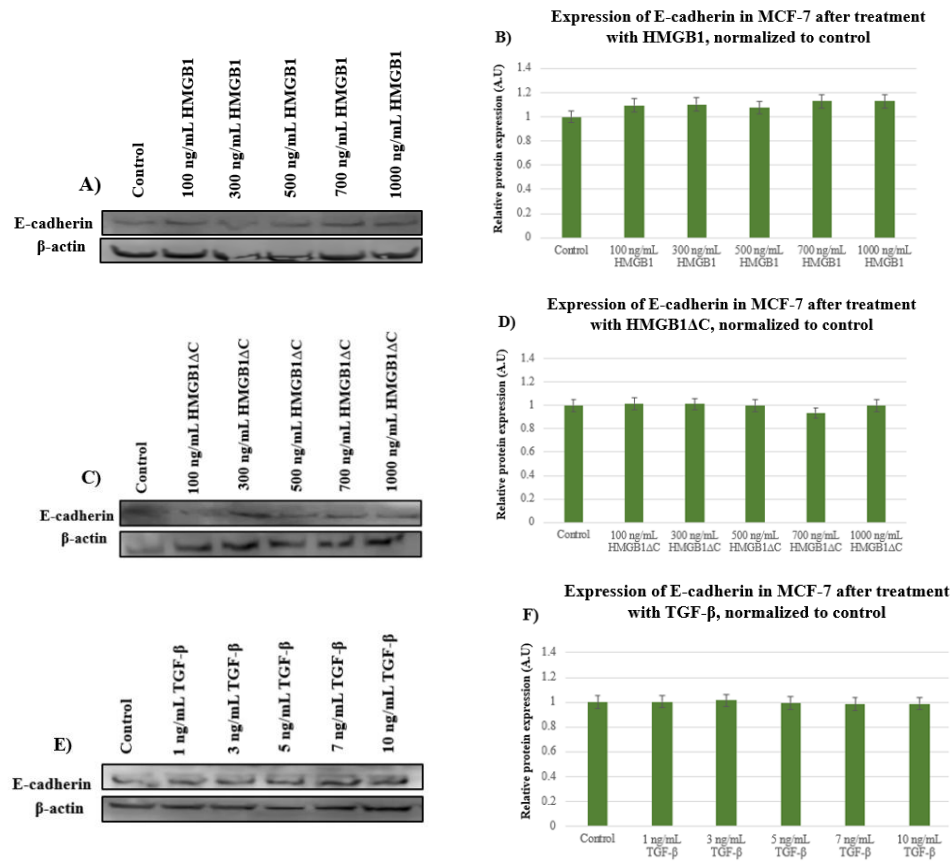 A)
Control
100 ng/mL HMGB1
300 ng/mL HMGB1
500 ng/mL HMGB1
700 ng/mL HMGB1
1000 ng/mL HMGB1
E-cadherin
β-actin
B)
Expression of E-cadherin in MCF-7 after treatment
with HMGB1, normalized to control
Relative protein expression (A.U)
1.4
1.2
1
0.8
0.6
0.4
0.2
0
Control
100 ng/mL
HMGB1
300 ng/mL
HMGB1
500 ng/mL
HMGB1
700 ng/mL
HMGB1
1000 ng/mL
HMGB1
C)
Control
100 ng/mL HMGB1ΔC
300 ng/mL HMGB1ΔC
500 ng/mL HMGB1ΔC
700 ng/mL HMGB1ΔC
1000 ng/mL HMGB1ΔC
E-cadherin
β-actin
D)
Expression of E-cadherin in MCF-7 after treatment
with HMGB1ΔC, normalized to control
Relative protein expression (A.U)
1.4
1.2
1
0.8
0.6
0.4
0.2
0
Control
100 ng/mL
HMGB1ΔC
300 ng/mL
HMGB1ΔC
500 ng/mL
HMGB1ΔC
700 ng/mL
HMGB1ΔC
1000 ng/mL
HMGB1ΔC
E)
Control
1 ng/mL TGF-β
3 ng/mL TGF-β
5 ng/mL TGF-β
7 ng/mL TGF-β
10 ng/mL TGF-β
E-cadherin
β-actin
F)
Expression of E-cadherin in MCF-7 after treatment
with TGF-β, normalized to control
Relative protein expression (A.U)
1.4
1.2
1
0.8
0.6
0.4
0.2
0
Control
1 ng/mL
TGF-β
3 ng/mL
TGF-β
5 ng/mL
TGF-β
7 ng/mL
TGF-β
10 ng/mL
TGF-β